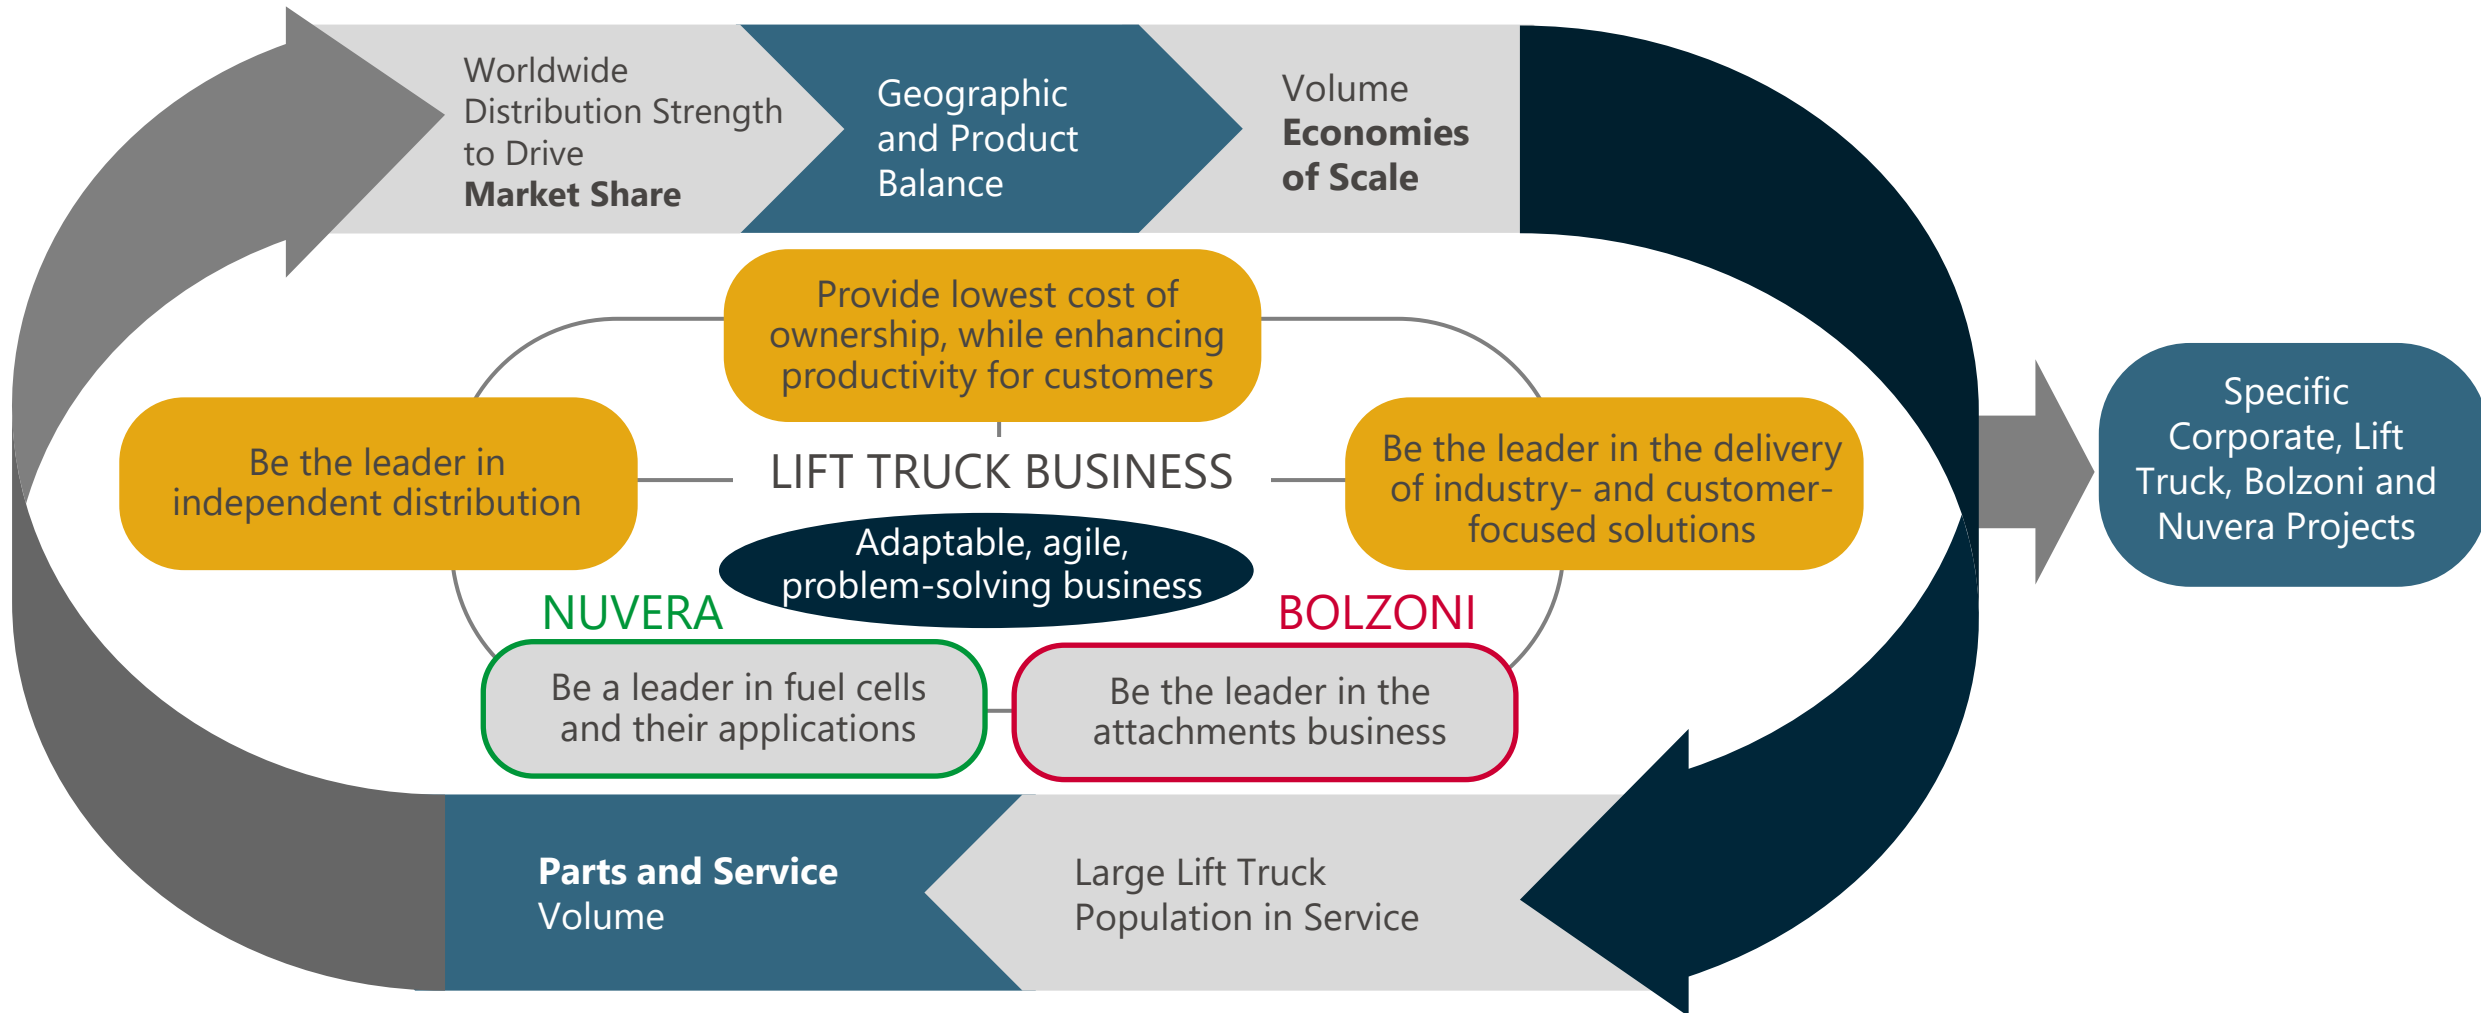 Worldwide
Distribution Strength
to Drive
Market Share
Geographic
and Product
Balance
Volume
Economies
of Scale
Provide lowest cost of
ownership, while enhancing
productivity for customers
Be the leader in
independent distribution
LIFT TRUCK BUSINESS
Be the leader in the delivery
of industry- and customer-
focused solutions
Specific
Corporate, Lift
Truck, Bolzoni and
Nuvera Projects
Adaptable, agile,
problem-solving business
NUVERA
Be a leader in fuel cells
and their applications
BOLZONI
Be the leader in the
attachments business
Parts and Service
Volume
Large Lift Truck
Population in Service